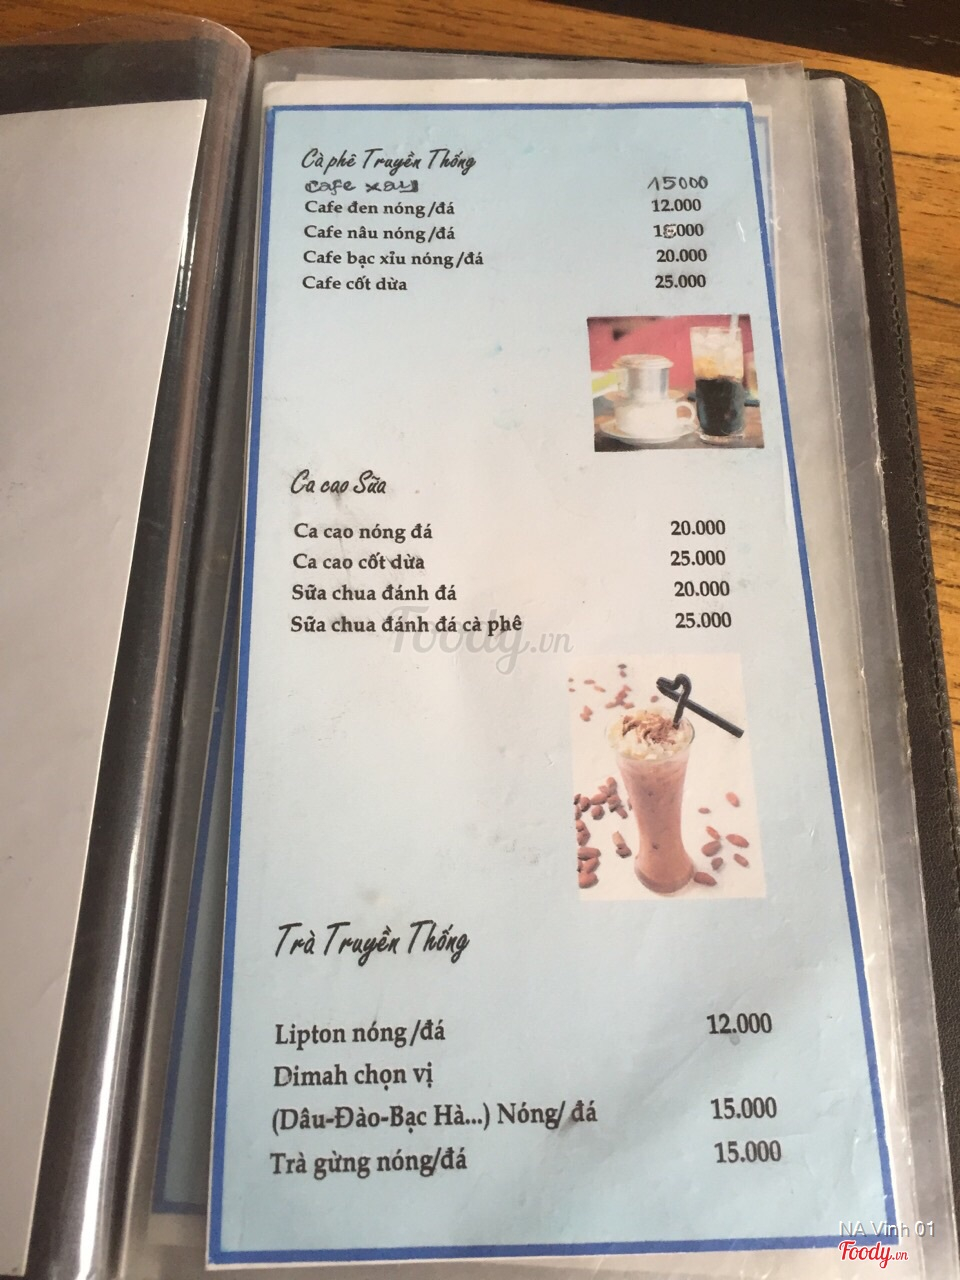 Cà phê Truyền Thống
Cafe xay 15000
Cafe đen nóng/đá 12.000
Cafe nâu nóng/đá
Cafe bạc xỉu nóng/đá 20.000
Cafe cốt dừa 25.000
Ca cao Sữa
Ca cao nóng đá 20.000
Ca cao cốt dừa 25.000
Sữa chua đánh đá 20.000
Sữa chua đánh đá cà phê 25.000
Foody.vn
Trà Truyền Thống
Lipton nóng/đá 12.000
Dimah chọn vị
(Dâu-Đào-Bạc Hà...) Nóng/ đá 15.000
Trà gừng nóng/đá 15.000
NA Vinh 01
Foody.vn